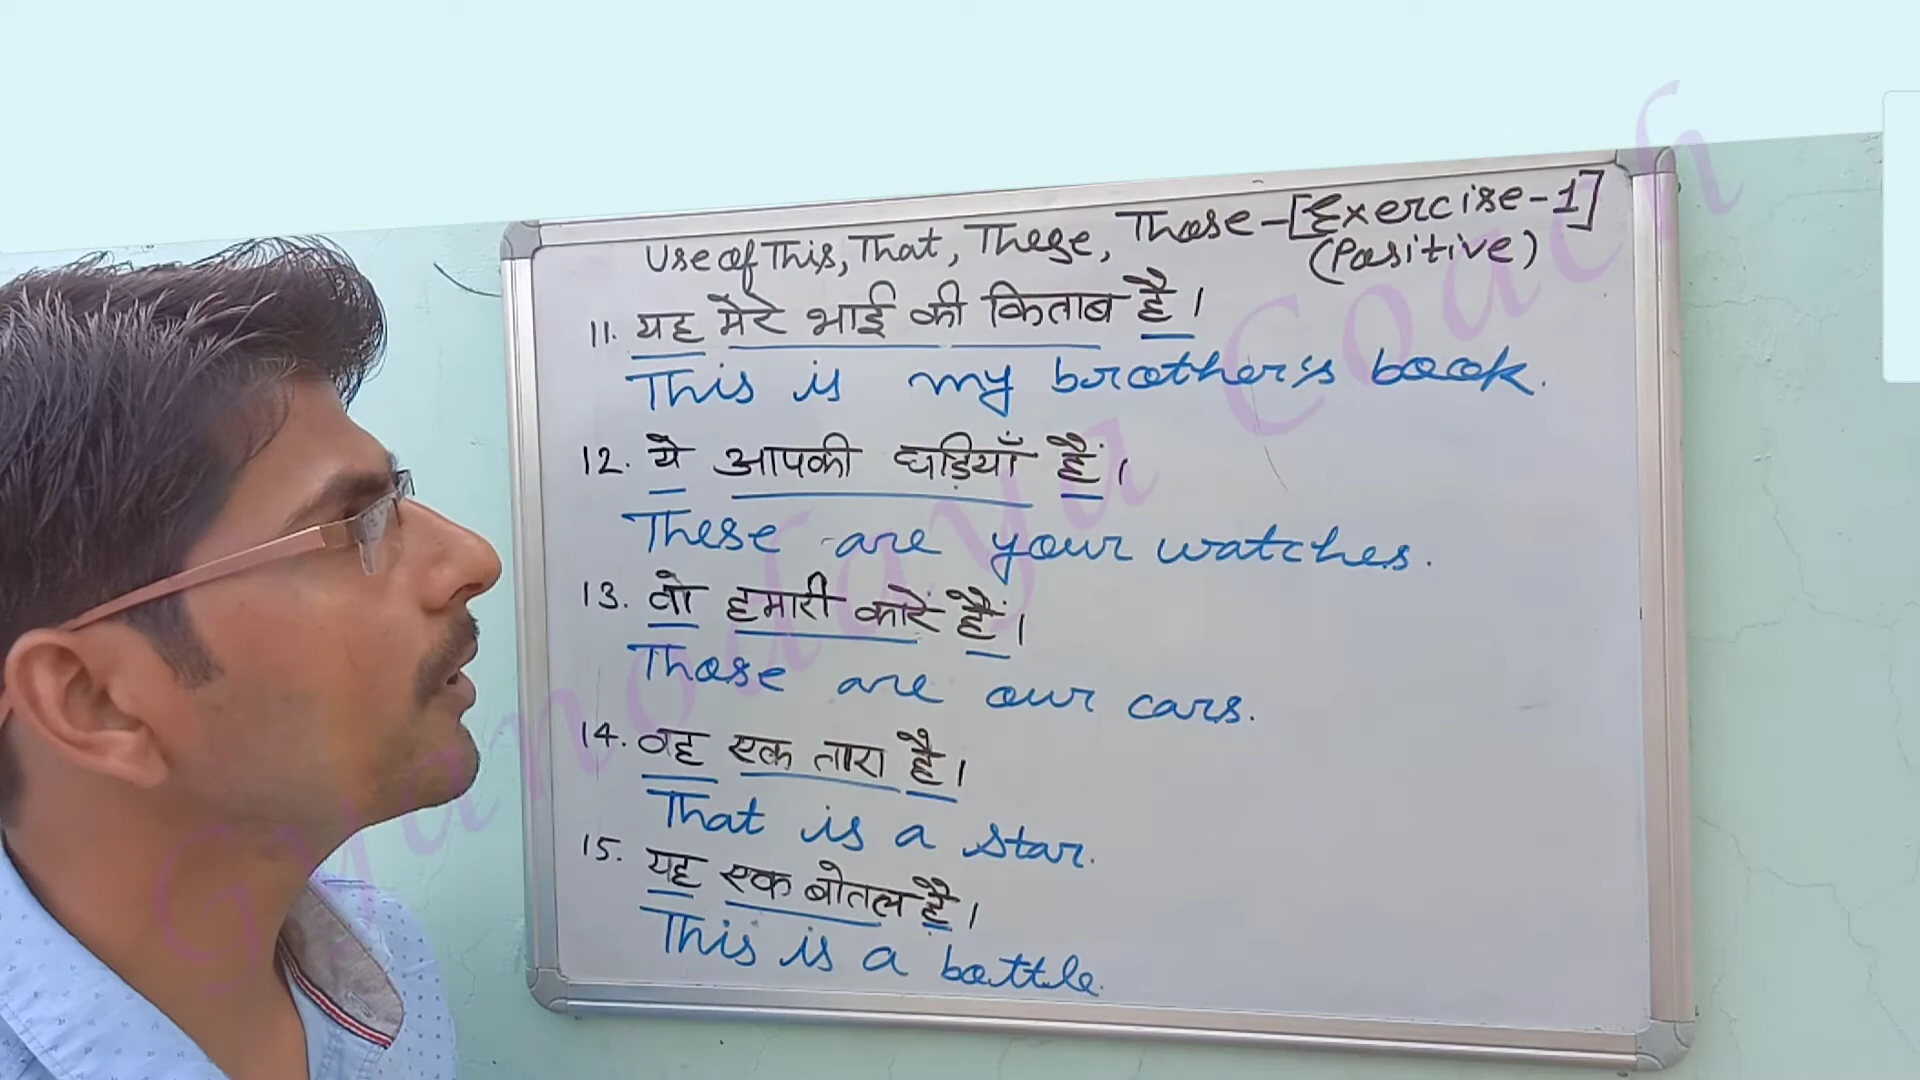 Use of This, That, These, Those - [Exercise-1]
(Positive)
11. यह मेरे भाई की किताब है।
This is my brother's book.
12. ये आपकी घड़ियाँ हैं।
These are your watches.
13. वो हमारी कारें हैं।
Those are our cars.
14. वह एक तारा है।
That is a star.
15. यह एक बोतल है।
This is a bottle.
Gyanodaya Coach